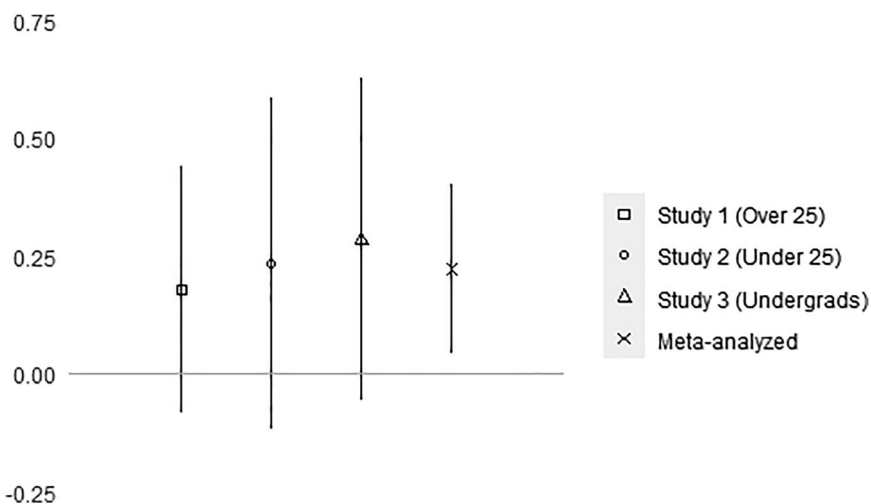 0.75
0.50
0.25
0.00
-0.25
Study 1 (Over 25)
Study 2 (Under 25)
Study 3 (Undergrads)
Meta-analyzed